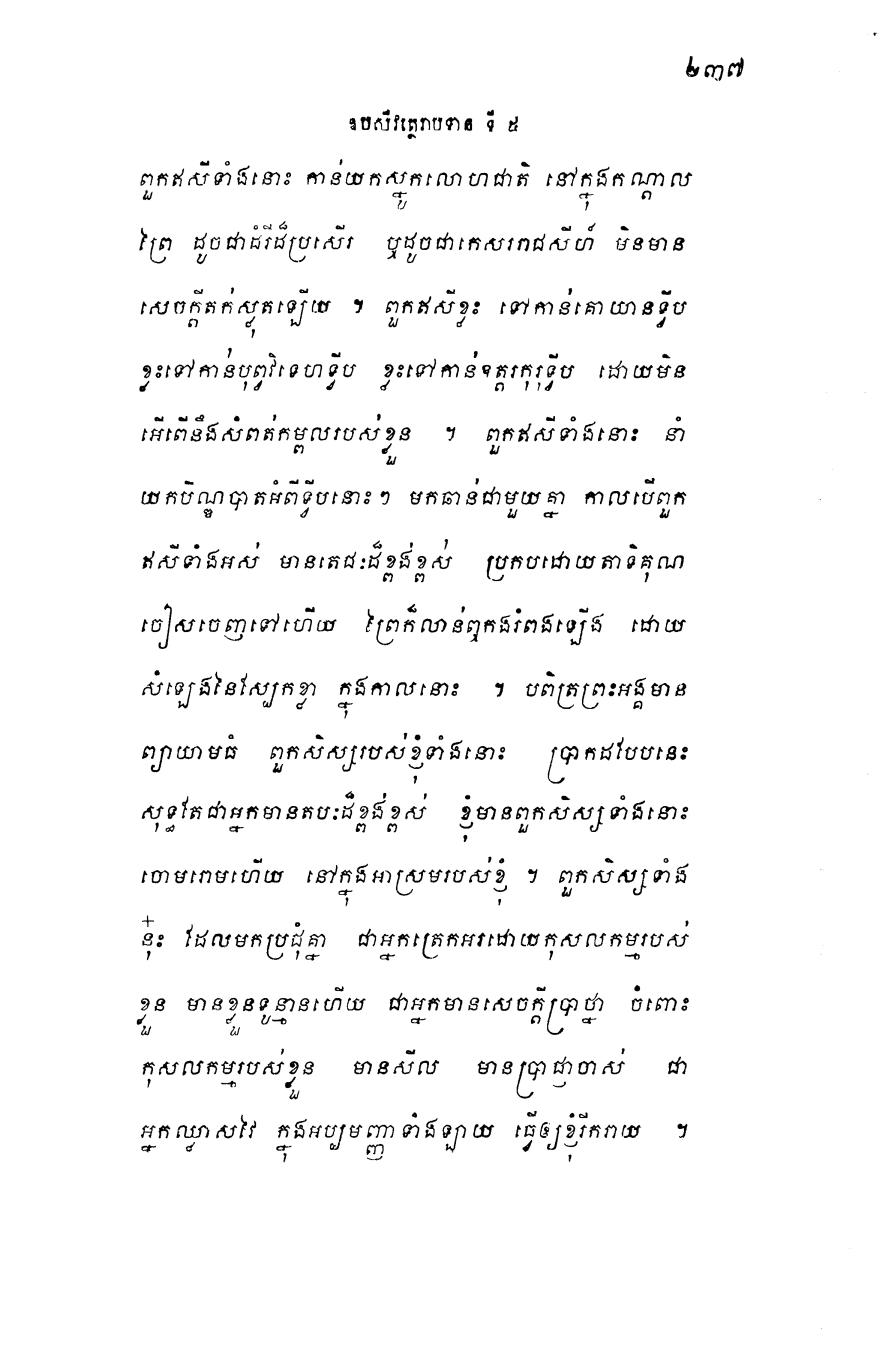 ២៣៧
ឧបសីវត្ថេរាបទាន ទី ៥
ពួកឥសីទាំងនោះ កាន់យកស្នូកលោហជាតិ នៅក្នុងកណ្តាល
ព្រៃ ដូចជាដំរីដ៏ប្រសើរ ឬដូចជាកេសររាជសីហ៍ មិនមាន
សេចក្តីតក់ស្លុតឡើយ ។ ពួកឥសីខ្លះ ទៅកាន់គោយានទ្វីប
ខ្លះទៅកាន់បុព្វវិទេហទ្វីប ខ្លះទៅកាន់ឧត្តរកុរុទ្វីប ដោយមិន
អើពើនឹងសំពត់កម្ពលរបស់ខ្លួន ។ ពួកឥសីទាំងនោះ នាំ
យកបិណ្ឌបាតអំពីទ្វីបនោះៗ មកឆាន់ជាមួយគ្នា កាលបើពួក
ឥសីទាំងអស់ មានតេជះដ៏ខ្ពង់ខ្ពស់ ប្រកបដោយតាទិគុណ
ចៀសចេញទៅហើយ ព្រៃក៏លាន់ឮកងរំពងឡើង ដោយ
សំឡេងនៃស្បែកខ្លា ក្នុងកាលនោះ ។ បពិត្រព្រះអង្គមាន
ព្យាយាមធំ ពួកសិស្សរបស់ខ្ញុំទាំងនោះ ប្រាកដបែបនេះ
សុទ្ធតែជាអ្នកមានតបះដ៏ខ្ពង់ខ្ពស់ ខ្ញុំមានពួកសិស្សទាំងនោះ
ចោមរោមហើយ នៅក្នុងអាស្រមរបស់ខ្ញុំ ។ ពួកសិស្សទាំង
នុ៎ះ ដែលមកប្រជុំគ្នា ជាអ្នកត្រេកអរដោយកុសលកម្មរបស់
ខ្លួន មានខ្លួនទូន្មានហើយ ជាអ្នកមានសេចក្តីប្រាថ្នា ចំពោះ
កុសលកម្មរបស់ខ្លួន មានសីល មានប្រាជ្ញាចាស់ ជា
អ្នកឈ្លាសវៃ ក្នុងអប្បមញ្ញាទាំងឡាយ ធ្វើឲ្យខ្ញុំរីករាយ ។